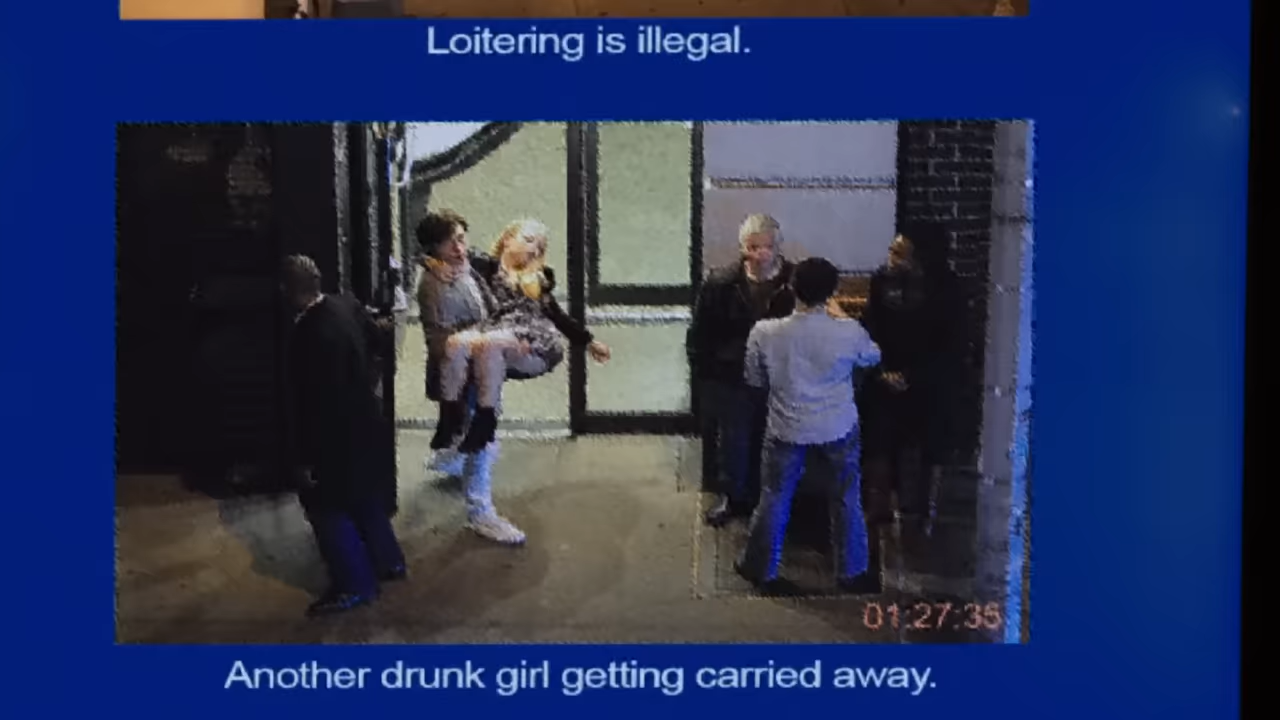 Loitering is illegal.
01:27:35
Another drunk girl getting carried away.